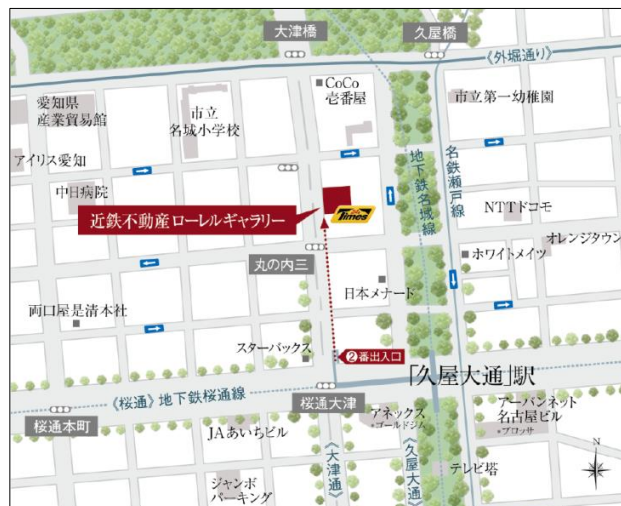 大津橋
久屋橋
《外堀通り》
CoCo
壱番屋
愛知県
産業貿易館
市立
名城小学校
市立第一幼稚園
アイリス愛知
中日病院
地下鉄名城線
名鉄瀬戸線
近鉄不動産ローレルギャラリー
Times
NTTドコモ
オレンジタウン
丸の内三
ホワイトメイツ
日本メナード
両口屋是清本社
スターバックス
②番出入口
「久屋大通」駅
《桜通》地下鉄桜通線
桜通大津
桜通本町
アネックス
ゴールドジム
アーバンネット
名古屋ビル
ブロッサ
JAあいちビル
《大津通》
《久屋大通》
テレビ塔
ジャンボ
パーキング
N